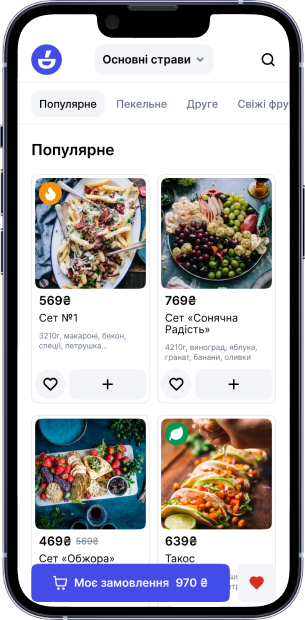 Основні страви
Популярне Пекельне Друге Свіжі фру
Популярне
569₴
Сет №1
3210г, макароні, бекон,
спеції, петрушка...
769₴
Сет «Сонячна
Радість»
4210г, виноград, яблука,
гранат, банани, оливки
469₴ 569₴
Сет «Обжора»
639₴
Такос
Моє замовлення 970 ₴